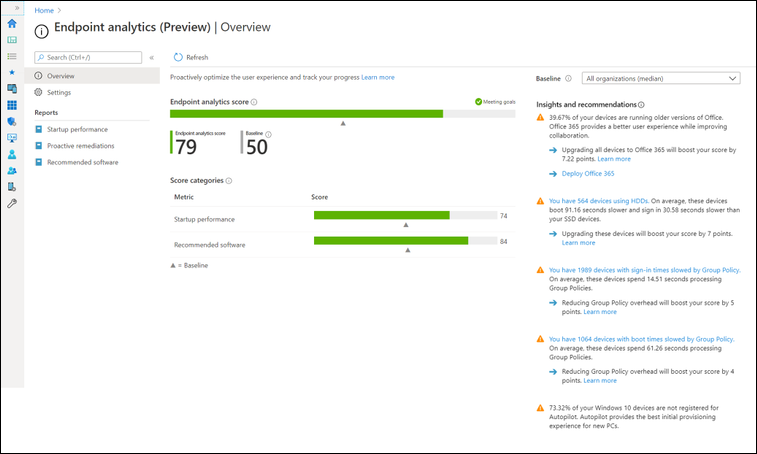 Home
Endpoint analytics (Preview) | Overview
Search (Ctrl+/)
Overview
Settings
Reports
Startup performance
Proactive remediations
Recommended software
Refresh
Proactively optimize the user experience and track your progress Learn more
Endpoint analytics score
Meeting goals
Endpoint analytics score
79
Baseline
50
Score categories
Metric Score
Startup performance 74
Recommended software 84
▲ = Baseline
Baseline All organizations (median)
Insights and recommendations
39.67% of your devices are running older versions of Office.
Office 365 provides a better user experience while improving
collaboration.
Upgrading all devices to Office 365 will boost your score by
7.22 points. Learn more
Deploy Office 365
You have 564 devices using HDDs. On average, these devices
boot 91.16 seconds slower and sign in 30.58 seconds slower than
your SSD devices.
Upgrading these devices will boost your score by 7 points.
Learn more
You have 1989 devices with sign-in times slowed by Group Policy.
On average, these devices spend 14.51 seconds processing
Group Policies.
Reducing Group Policy overhead will boost your score by 5
points. Learn more
You have 1064 devices with boot times slowed by Group Policy.
On average, these devices spend 61.26 seconds processing
Group Policies.
Reducing Group Policy overhead will boost your score by 4
points. Learn more
73.32% of your Windows 10 devices are not registered for
Autopilot. Autopilot provides the best initial provisioning
experience for new PCs.